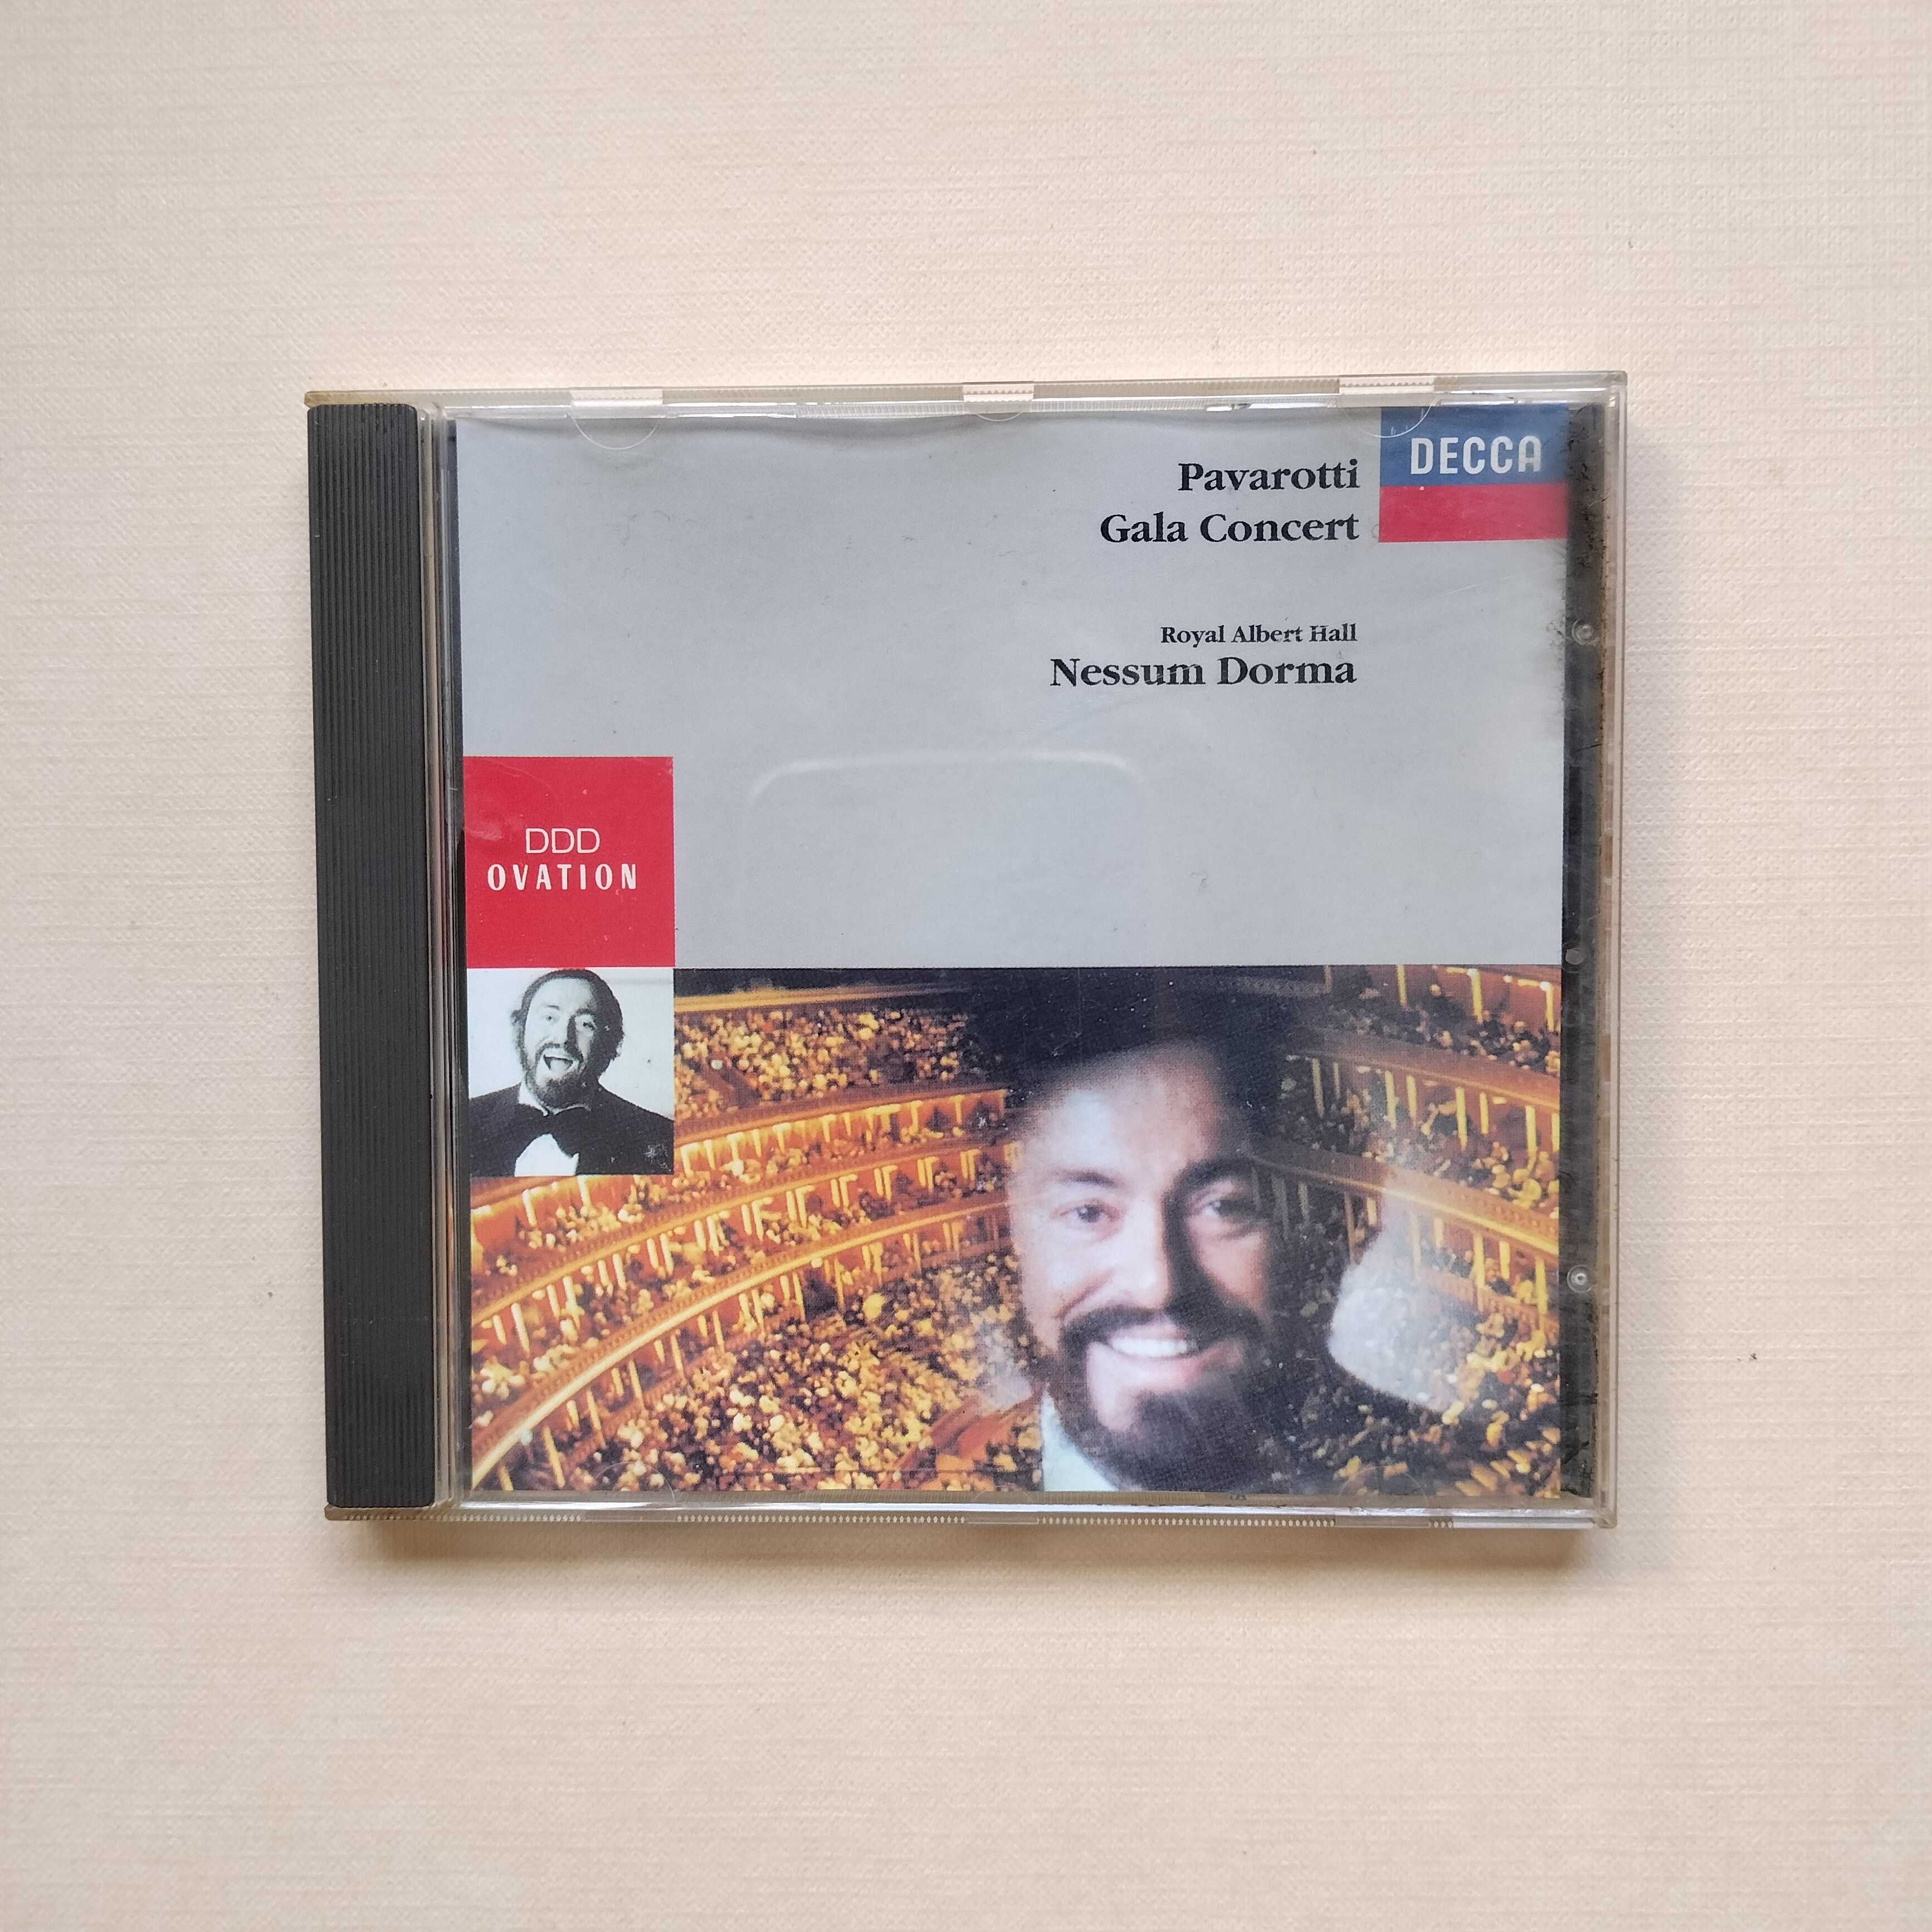 DECCA
Pavarotti
Gala Concert
Royal Albert Hall
Nessum Dorma
DDD
OVATION